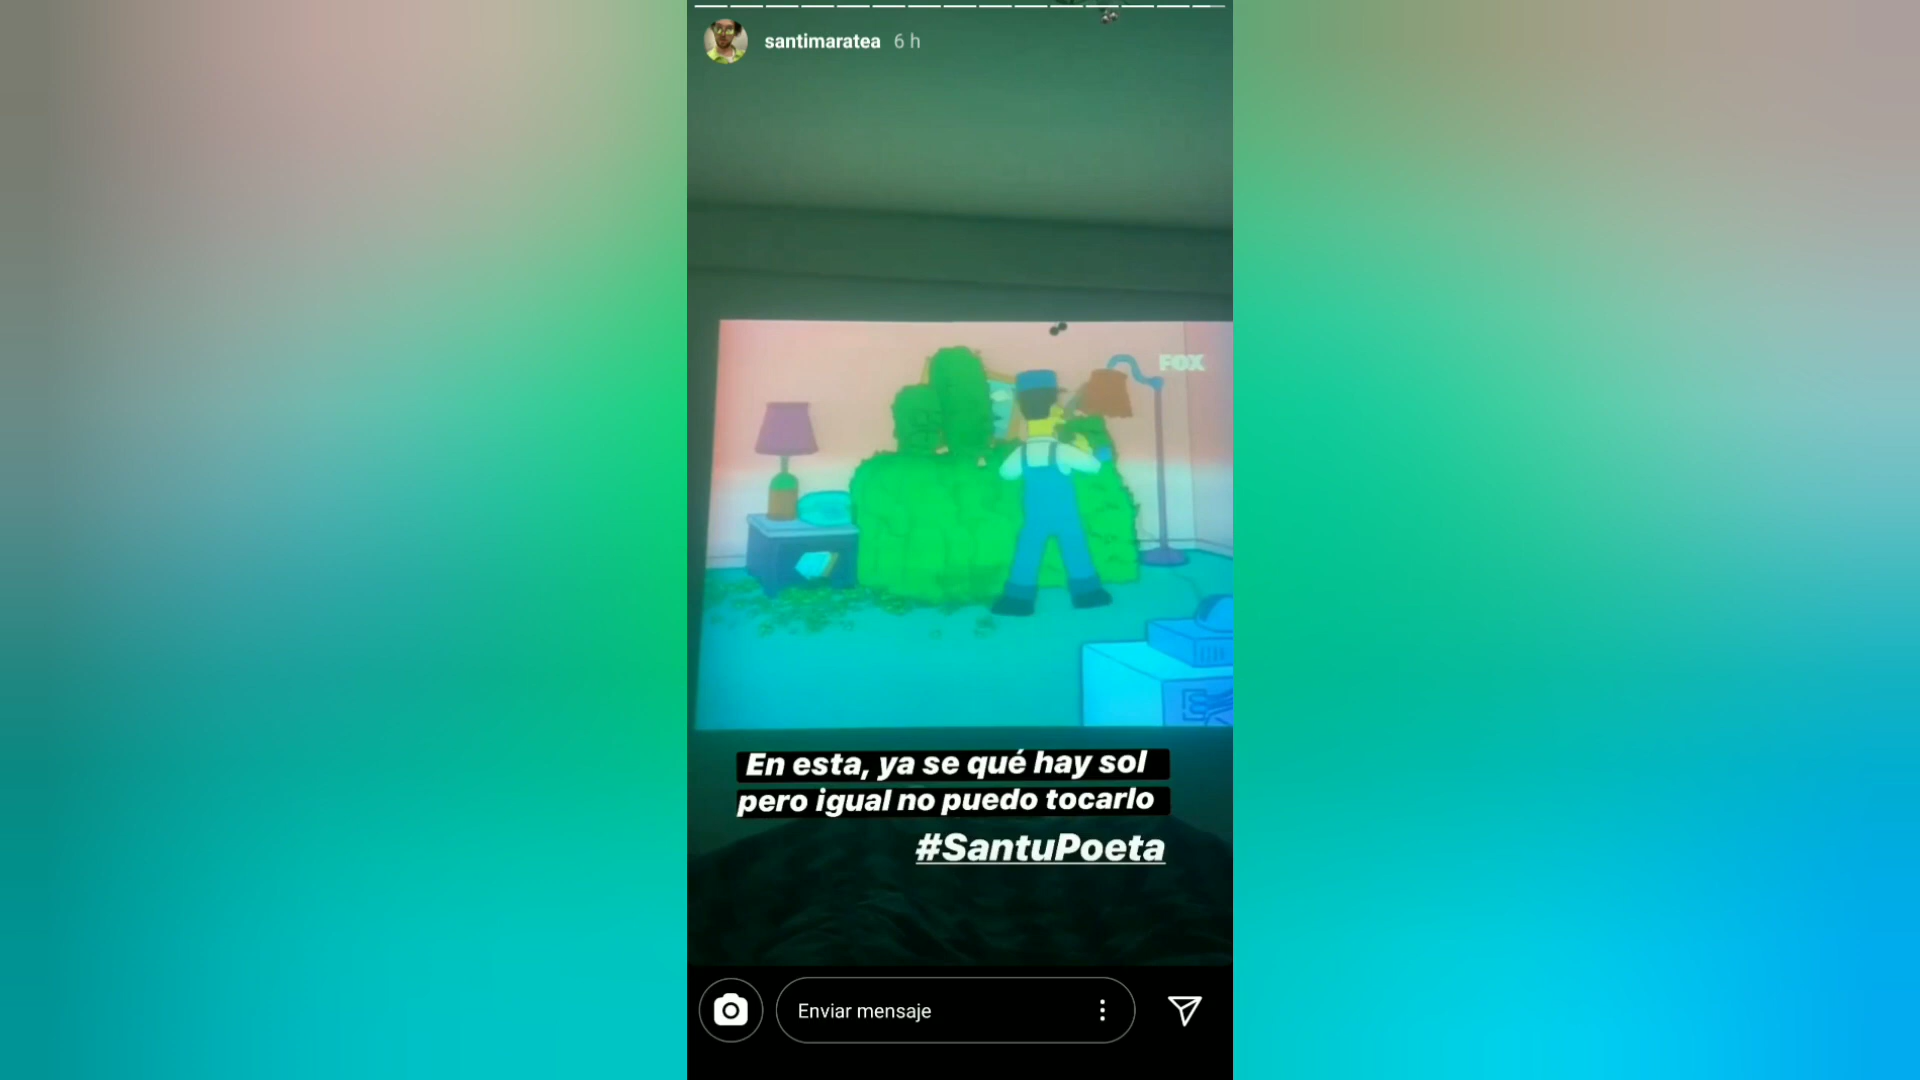 santimaratea 6 h
FOX
En esta, ya se qué hay sol
pero igual no puedo tocarlo
#SantuPoeta
Enviar mensaje